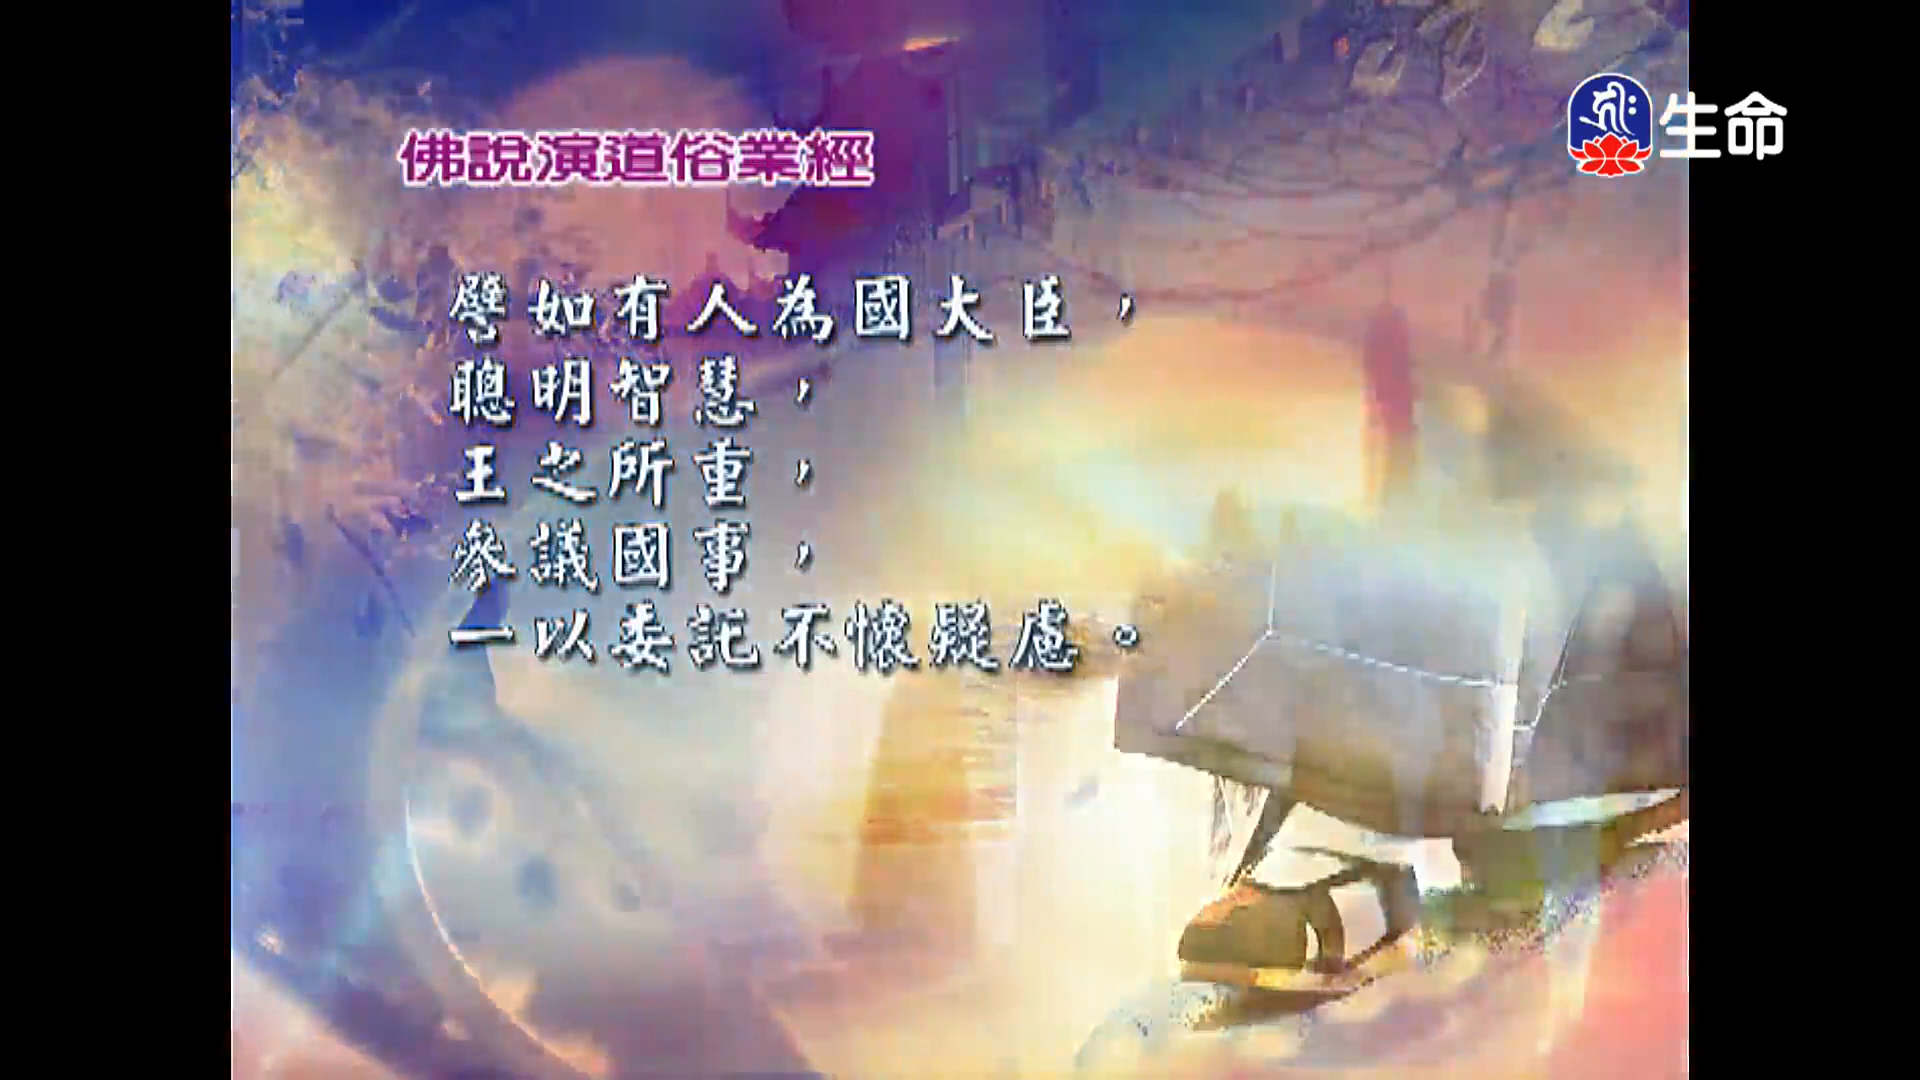 佛說演道俗業經
生命
譬如有人為國大臣，
聰明智慧，
王之所重，
參議國事，
一以委託不懷疑慮。